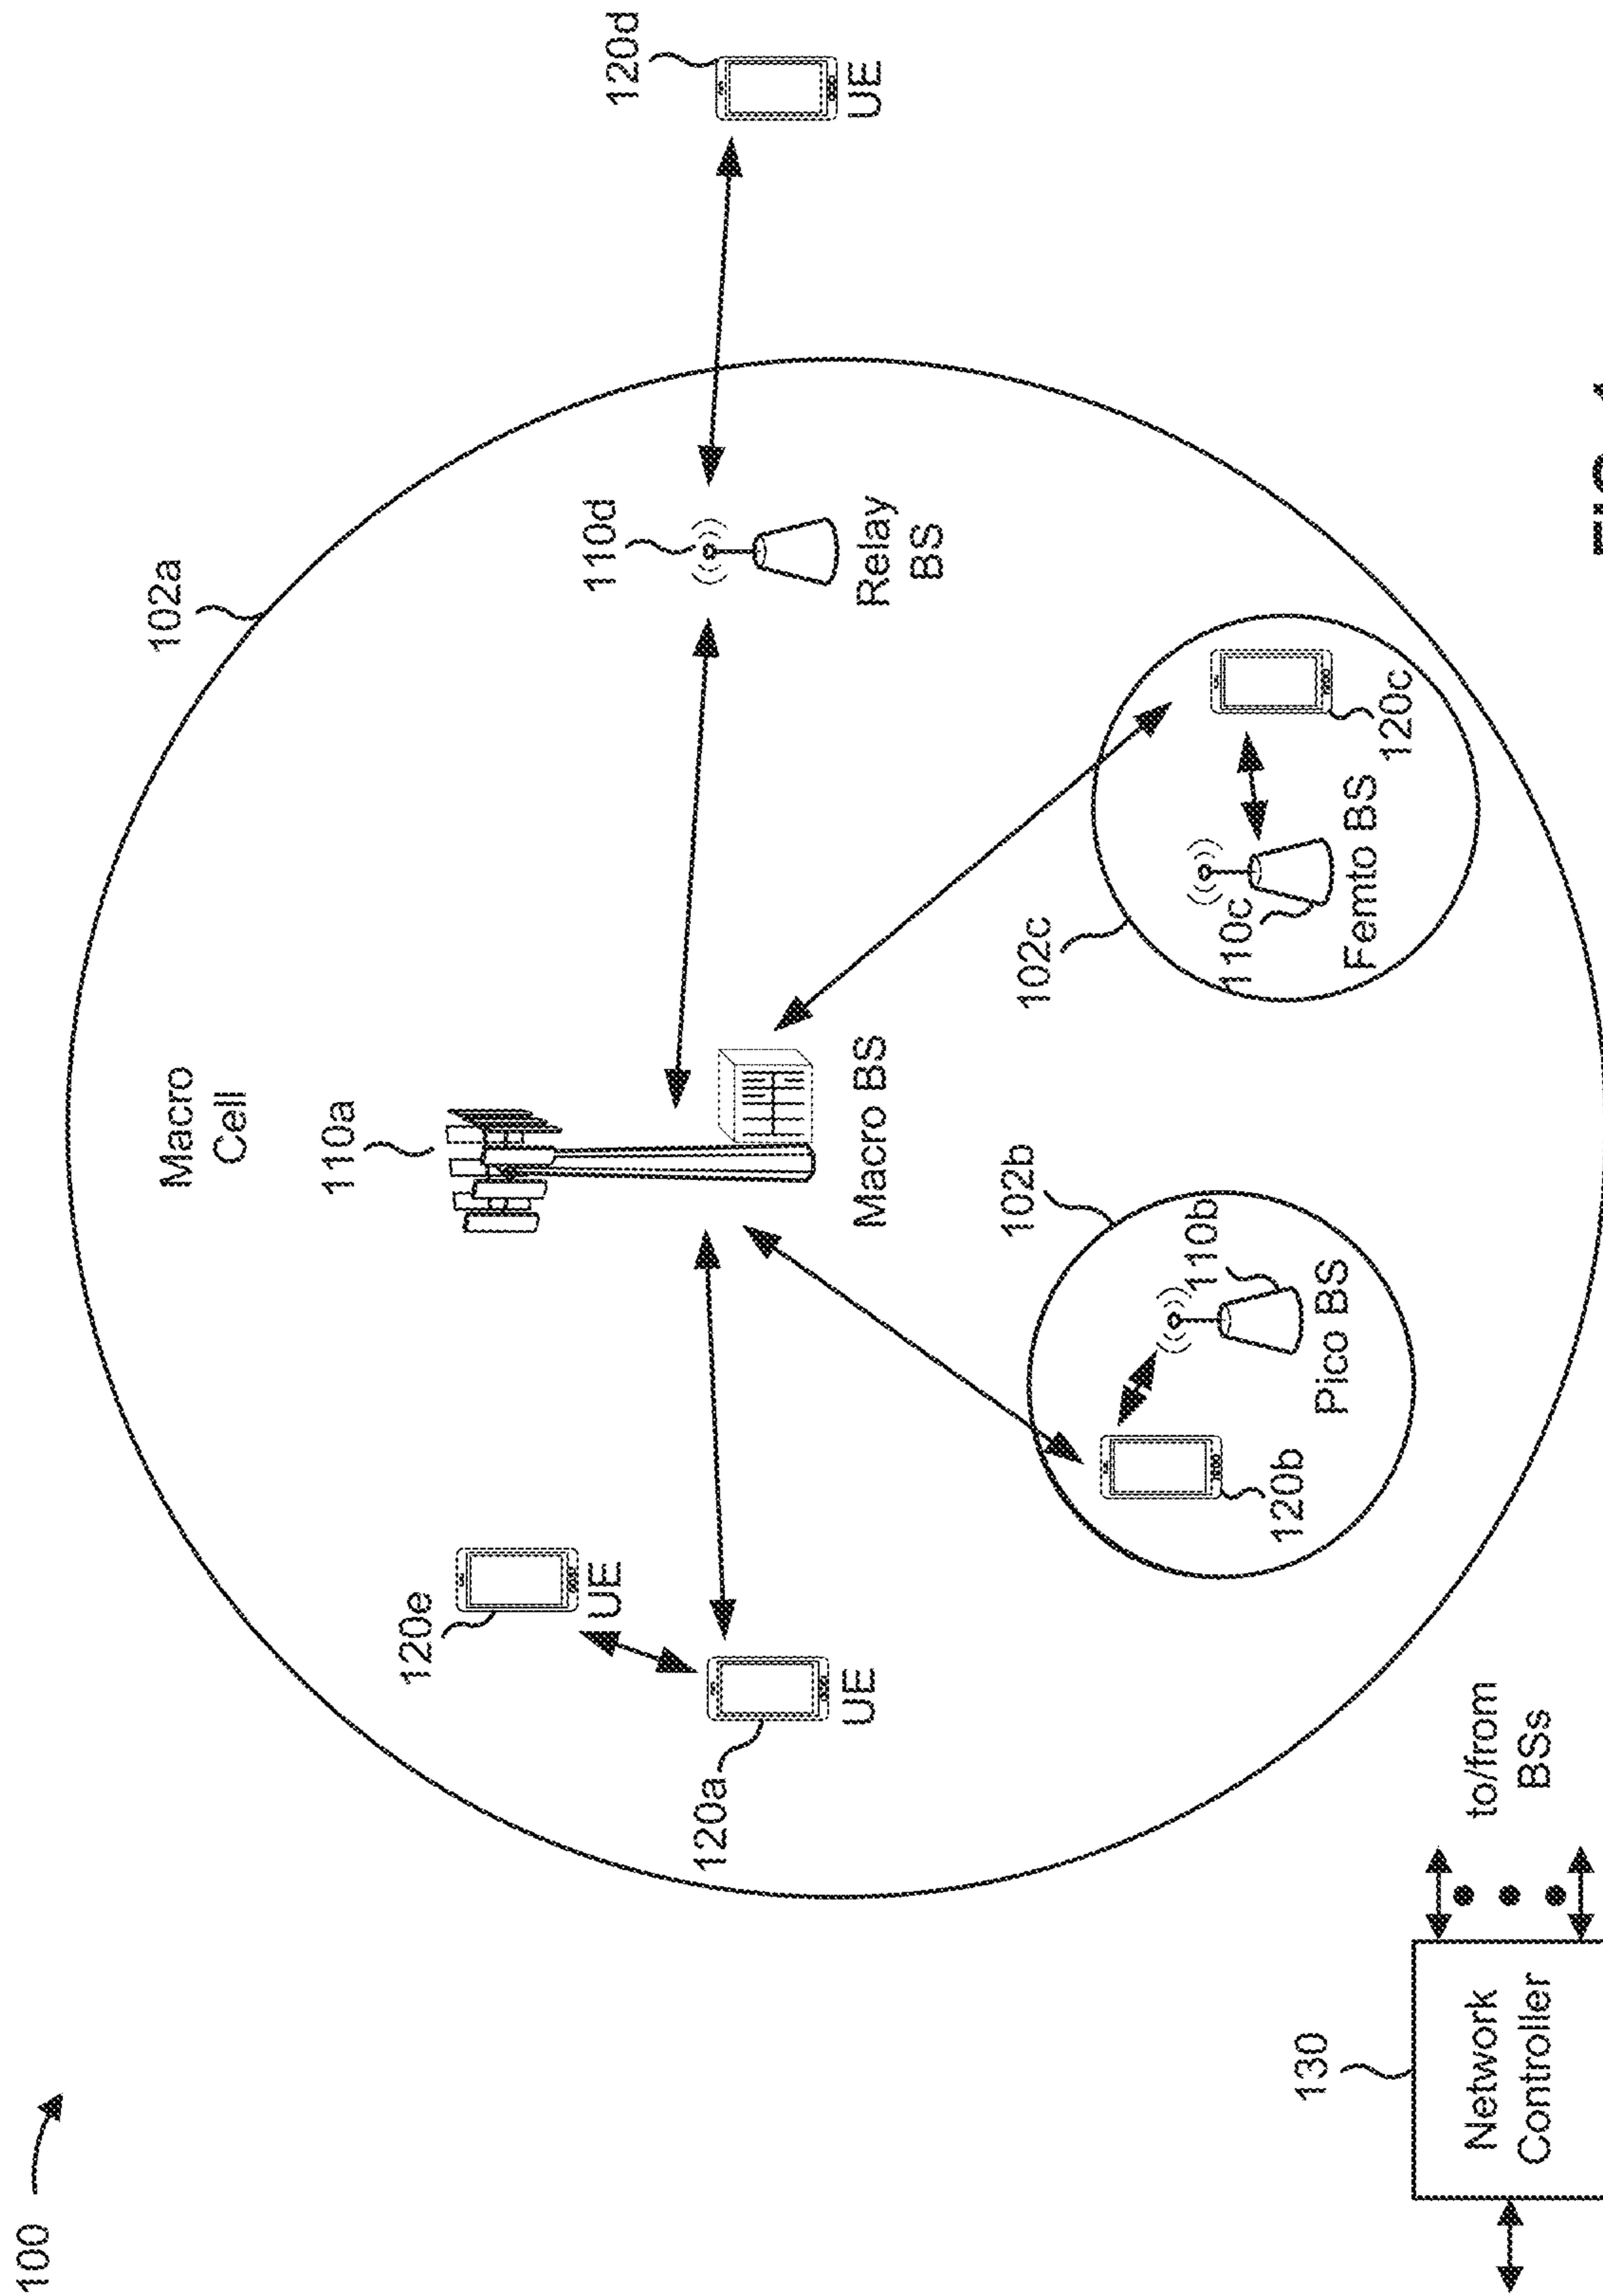 100
102a
Macro
Cell
110a
120d
UE
110d
Relay
BS
120e
UE
120a
UE
Macro BS
102b
110b
Pico BS
120b
102c
110c
Femto BS
120c
130
Network
Controller
to/from
BSs